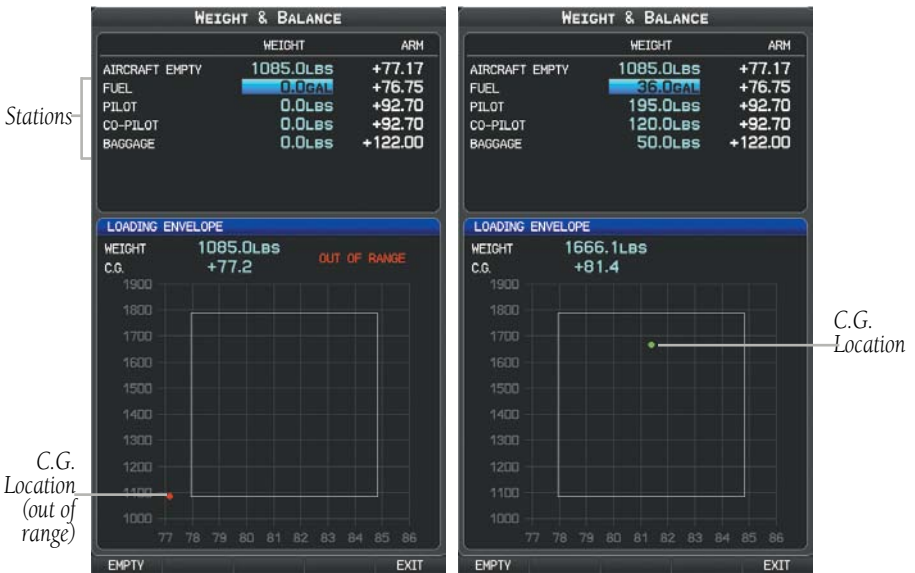 WEIGHT & BALANCE
WEIGHT ARM
AIRCRAFT EMPTY 1085.0LBS +77.17
FUEL 0.0GAL +76.75
PILOT 0.0LBS +92.70
CO-PILOT 0.0LBS +92.70
BAGGAGE 0.0LBS +122.00
Stations
LOADING ENVELOPE
WEIGHT 1085.0LBS
C.G. +77.2
OUT OF RANGE
1900
1800
1700
1600
1500
1400
1300
1200
1100
1000
77 78 79 80 81 82 83 84 85 86
C.G.
Location
(out of
range)
EMPTY EXIT
WEIGHT & BALANCE
WEIGHT ARM
AIRCRAFT EMPTY 1085.0LBS +77.17
FUEL 36.0GAL +76.75
PILOT 195.0LBS +92.70
CO-PILOT 120.0LBS +92.70
BAGGAGE 50.0LBS +122.00
LOADING ENVELOPE
WEIGHT 1666.1LBS
C.G. +81.4
1900
1800
1700
1600
1500
1400
1300
1200
1100
1000
77 78 79 80 81 82 83 84 85 86
C.G.
Location
EMPTY EXIT